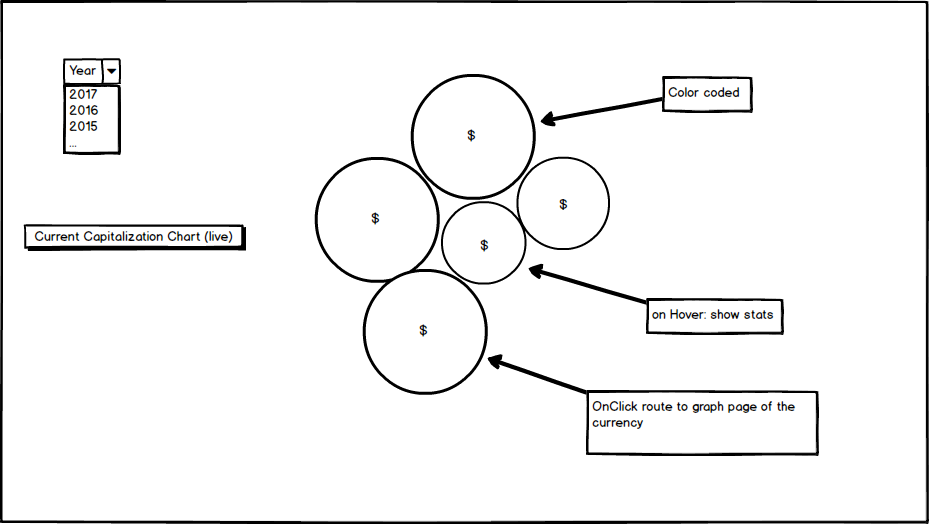 Year
2017
2016
2015
...
Current Capitalization Chart (live)
$
$
$
$
$
Color coded
on Hover: show stats
OnClick route to graph page of the
currency